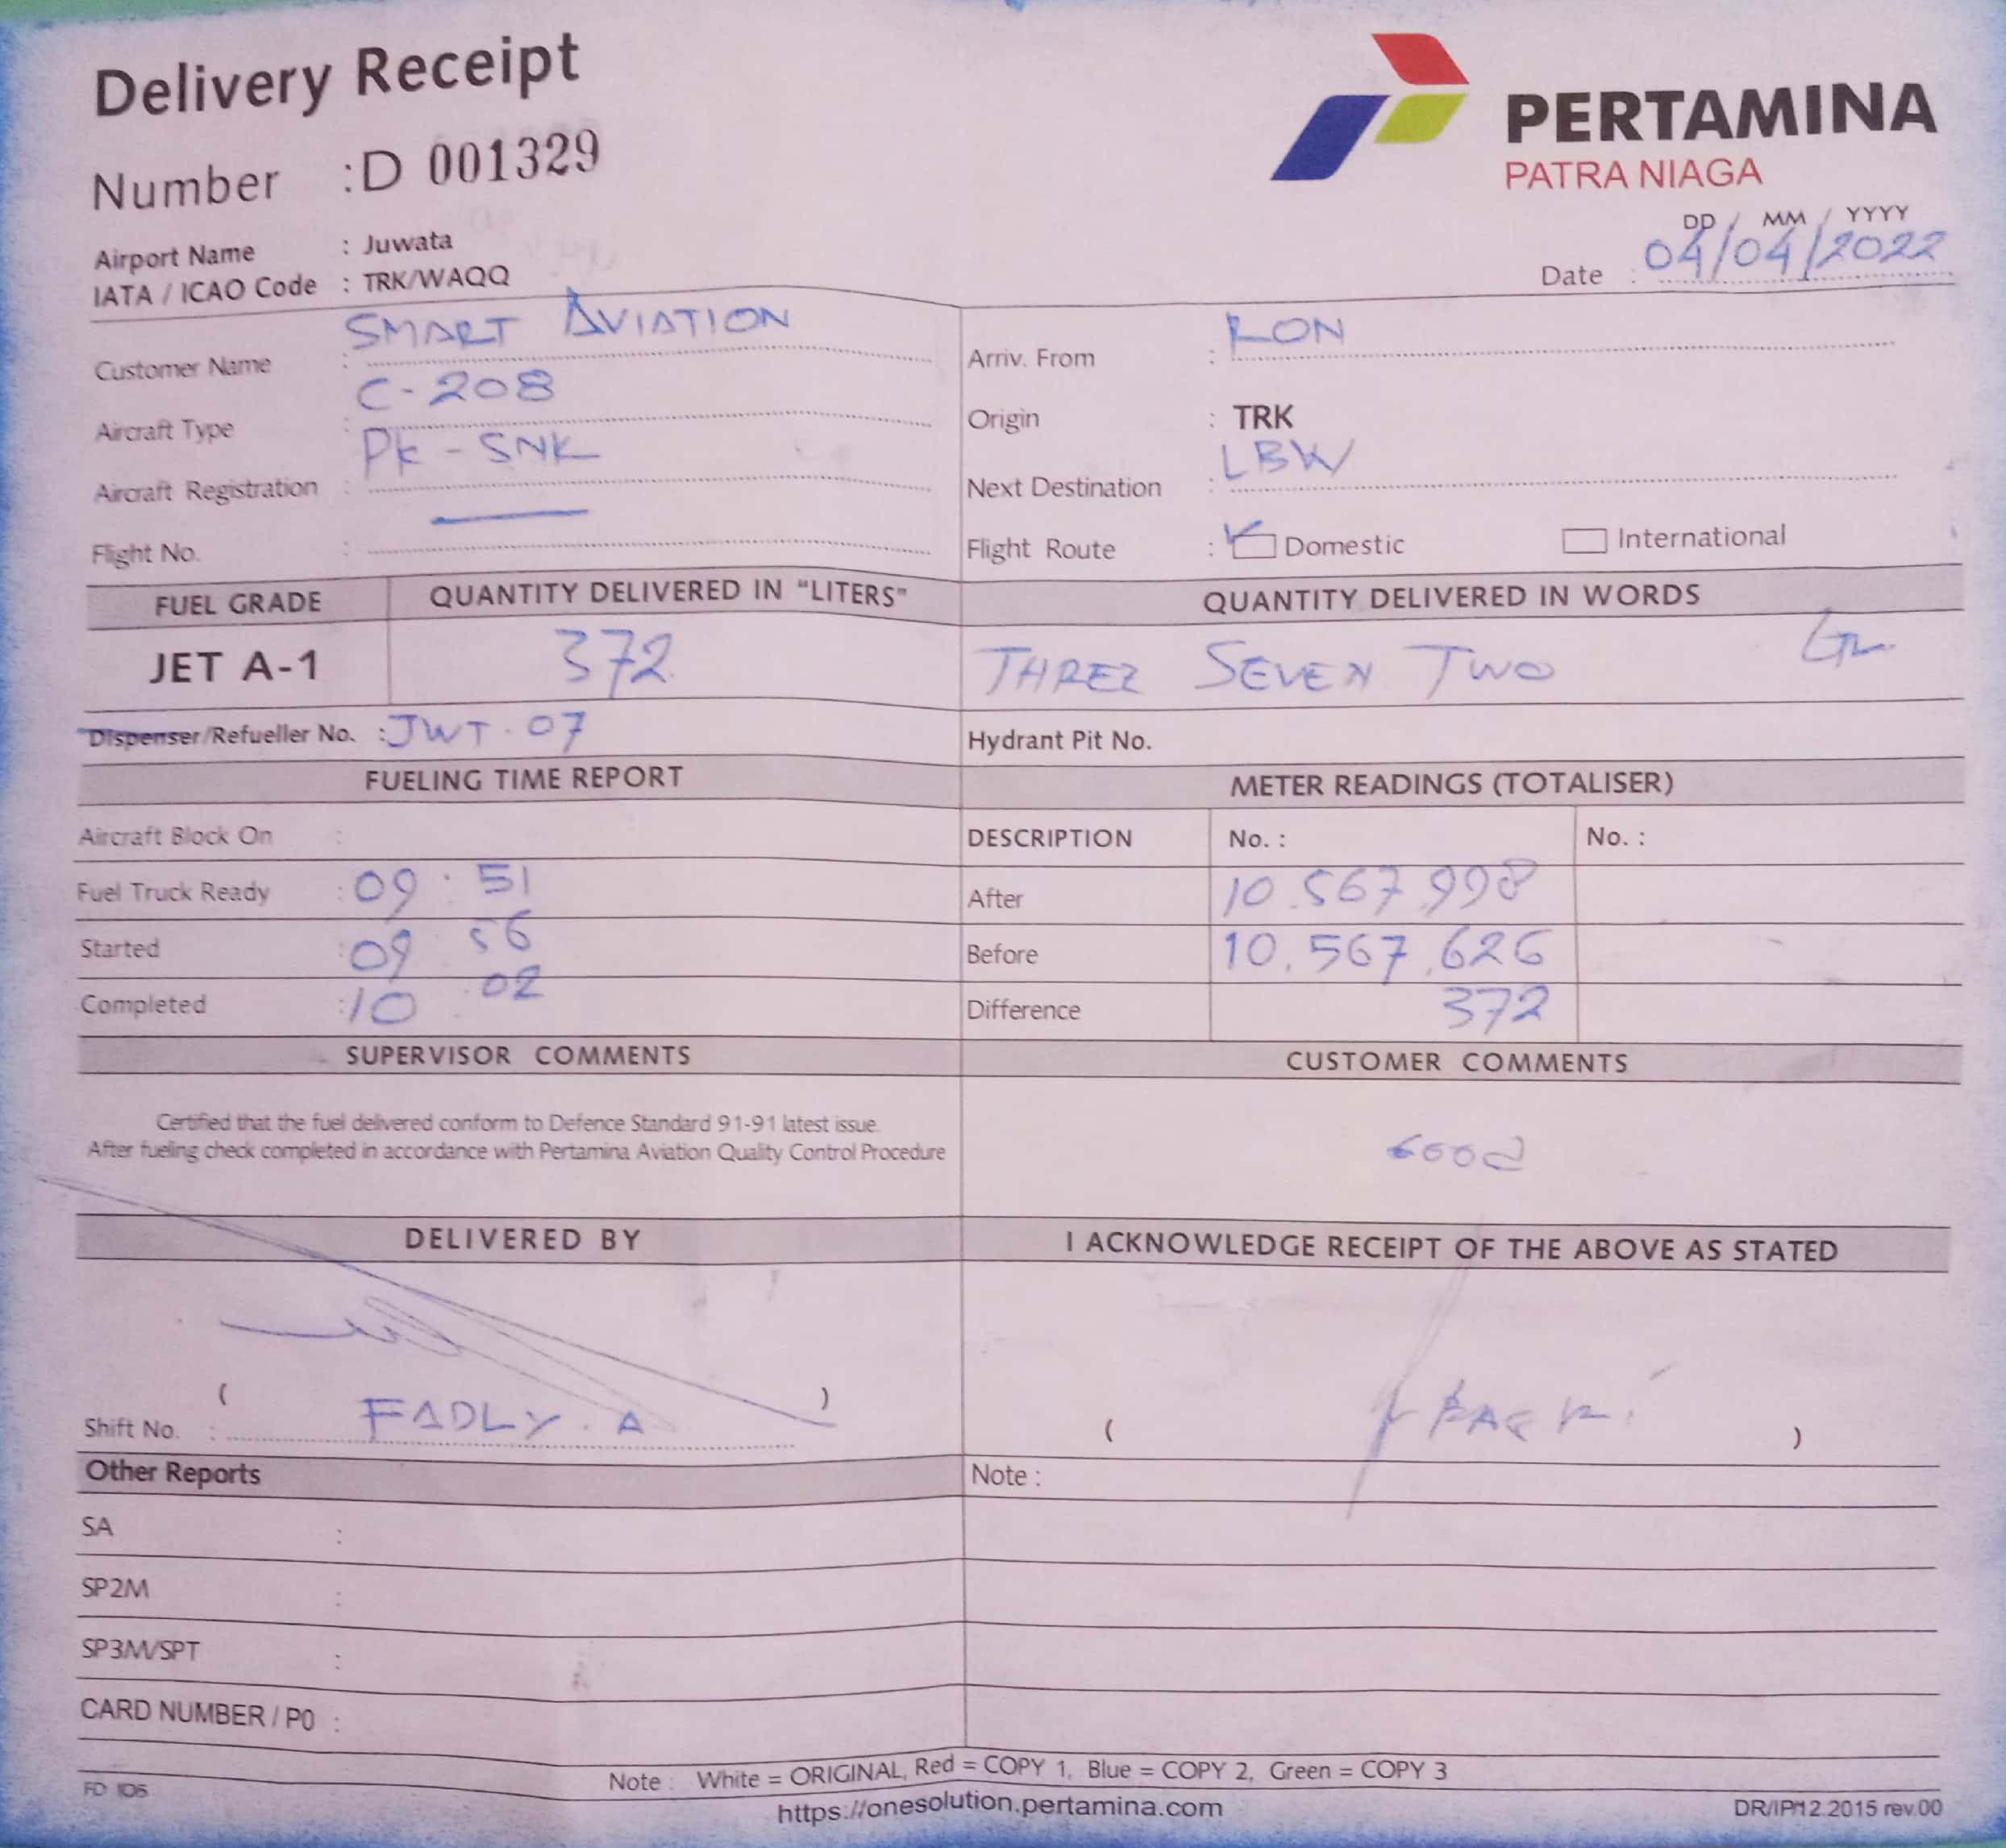 Delivery Receipt
PERTAMINA
PATRA NIAGA
Number :D 001329
DD / MM / YYYY
Date : 04/04/2022
Airport Name : Juwata
IATA / ICAO Code : TRK/WAQQ
Customer Name : SMART AVIATION
Arriv. From : RON
Aircraft Type : C-208
Origin : TRK
Aircraft Registration : PK - SNK
Next Destination : LBW
Flight No. : —
Flight Route : Domestic International
FUEL GRADE QUANTITY DELIVERED IN "LITERS" QUANTITY DELIVERED IN WORDS
JET A-1 372 THREE SEVEN TWO
Dispenser/Refueller No. : JWT . 07
Hydrant Pit No.
FUELING TIME REPORT METER READINGS (TOTALISER)
Aircraft Block On :
DESCRIPTION No. : No. :
Fuel Truck Ready : 09 : 51
After 10.567.998
Started : 09 56
Before 10.567.626
Completed : 10 . 02
Difference 372
SUPERVISOR COMMENTS CUSTOMER COMMENTS
Certified that the fuel delivered conform to Defence Standard 91-91 latest issue.
After fueling check completed in accordance with Pertamina Aviation Quality Control Procedure
GOOD
DELIVERED BY I ACKNOWLEDGE RECEIPT OF THE ABOVE AS STATED
( )
Shift No. : FADLY . A
( )
Other Reports Note :
SA :
SP2M :
SP3M/SPT :
CARD NUMBER / P0 :
FD 106
Note : White = ORIGINAL, Red = COPY 1, Blue = COPY 2, Green = COPY 3
https://onesolution.pertamina.com
DR/IP/12.2015 rev.00